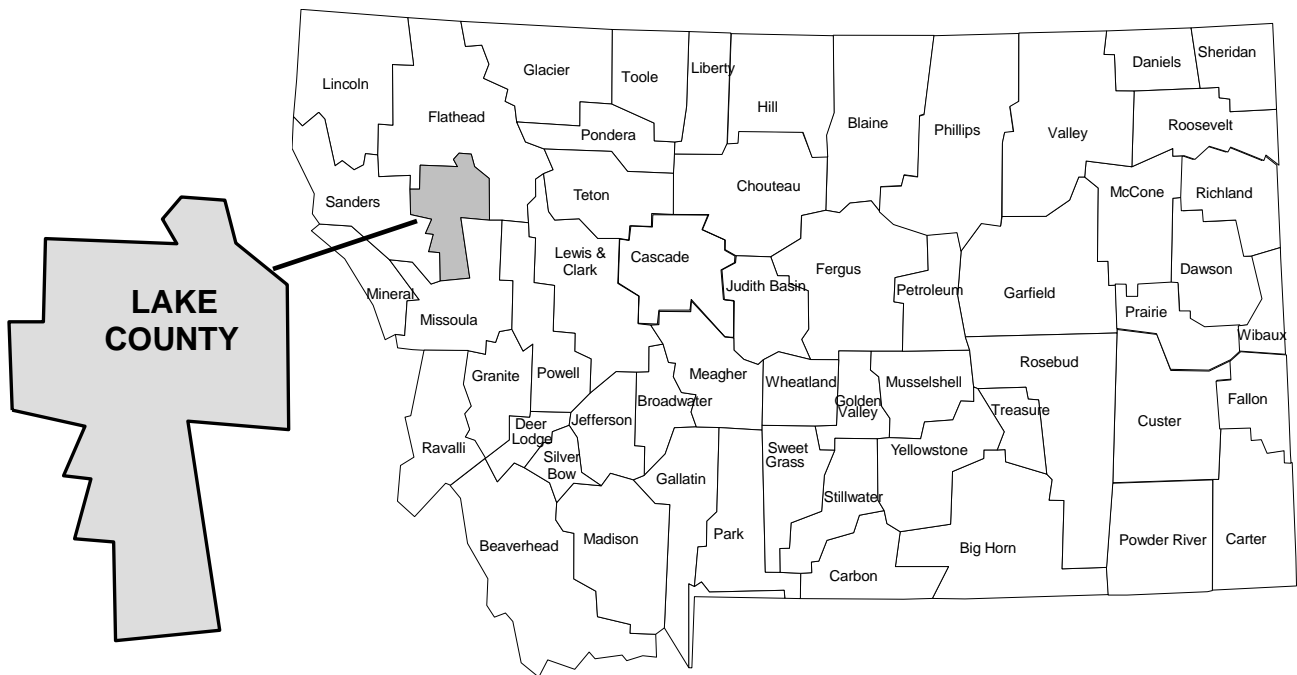 Sheridan
Daniels
Liberty
Glacier
Toole
Lincoln
Hill
Flathead
Blaine
Roosevelt
Phillips
Valley
Pondera
Chouteau
McCone
Richland
Teton
Sanders
Lewis &
Clark
Cascade
Fergus
Dawson
Judith Basin
Petroleum
Garfield
Mineral
LAKE
COUNTY
Missoula
Prairie
Wibaux
Rosebud
Granite
Powell
Meagher
Wheatland
Musselshell
Broadwater
Golden
Valley
Treasure
Fallon
Jefferson
Deer
Lodge
Custer
Ravalli
Sweet
Grass
Yellowstone
Silver
Bow
Gallatin
Stillwater
Park
Madison
Beaverhead
Big Horn
Powder River
Carter
Carbon